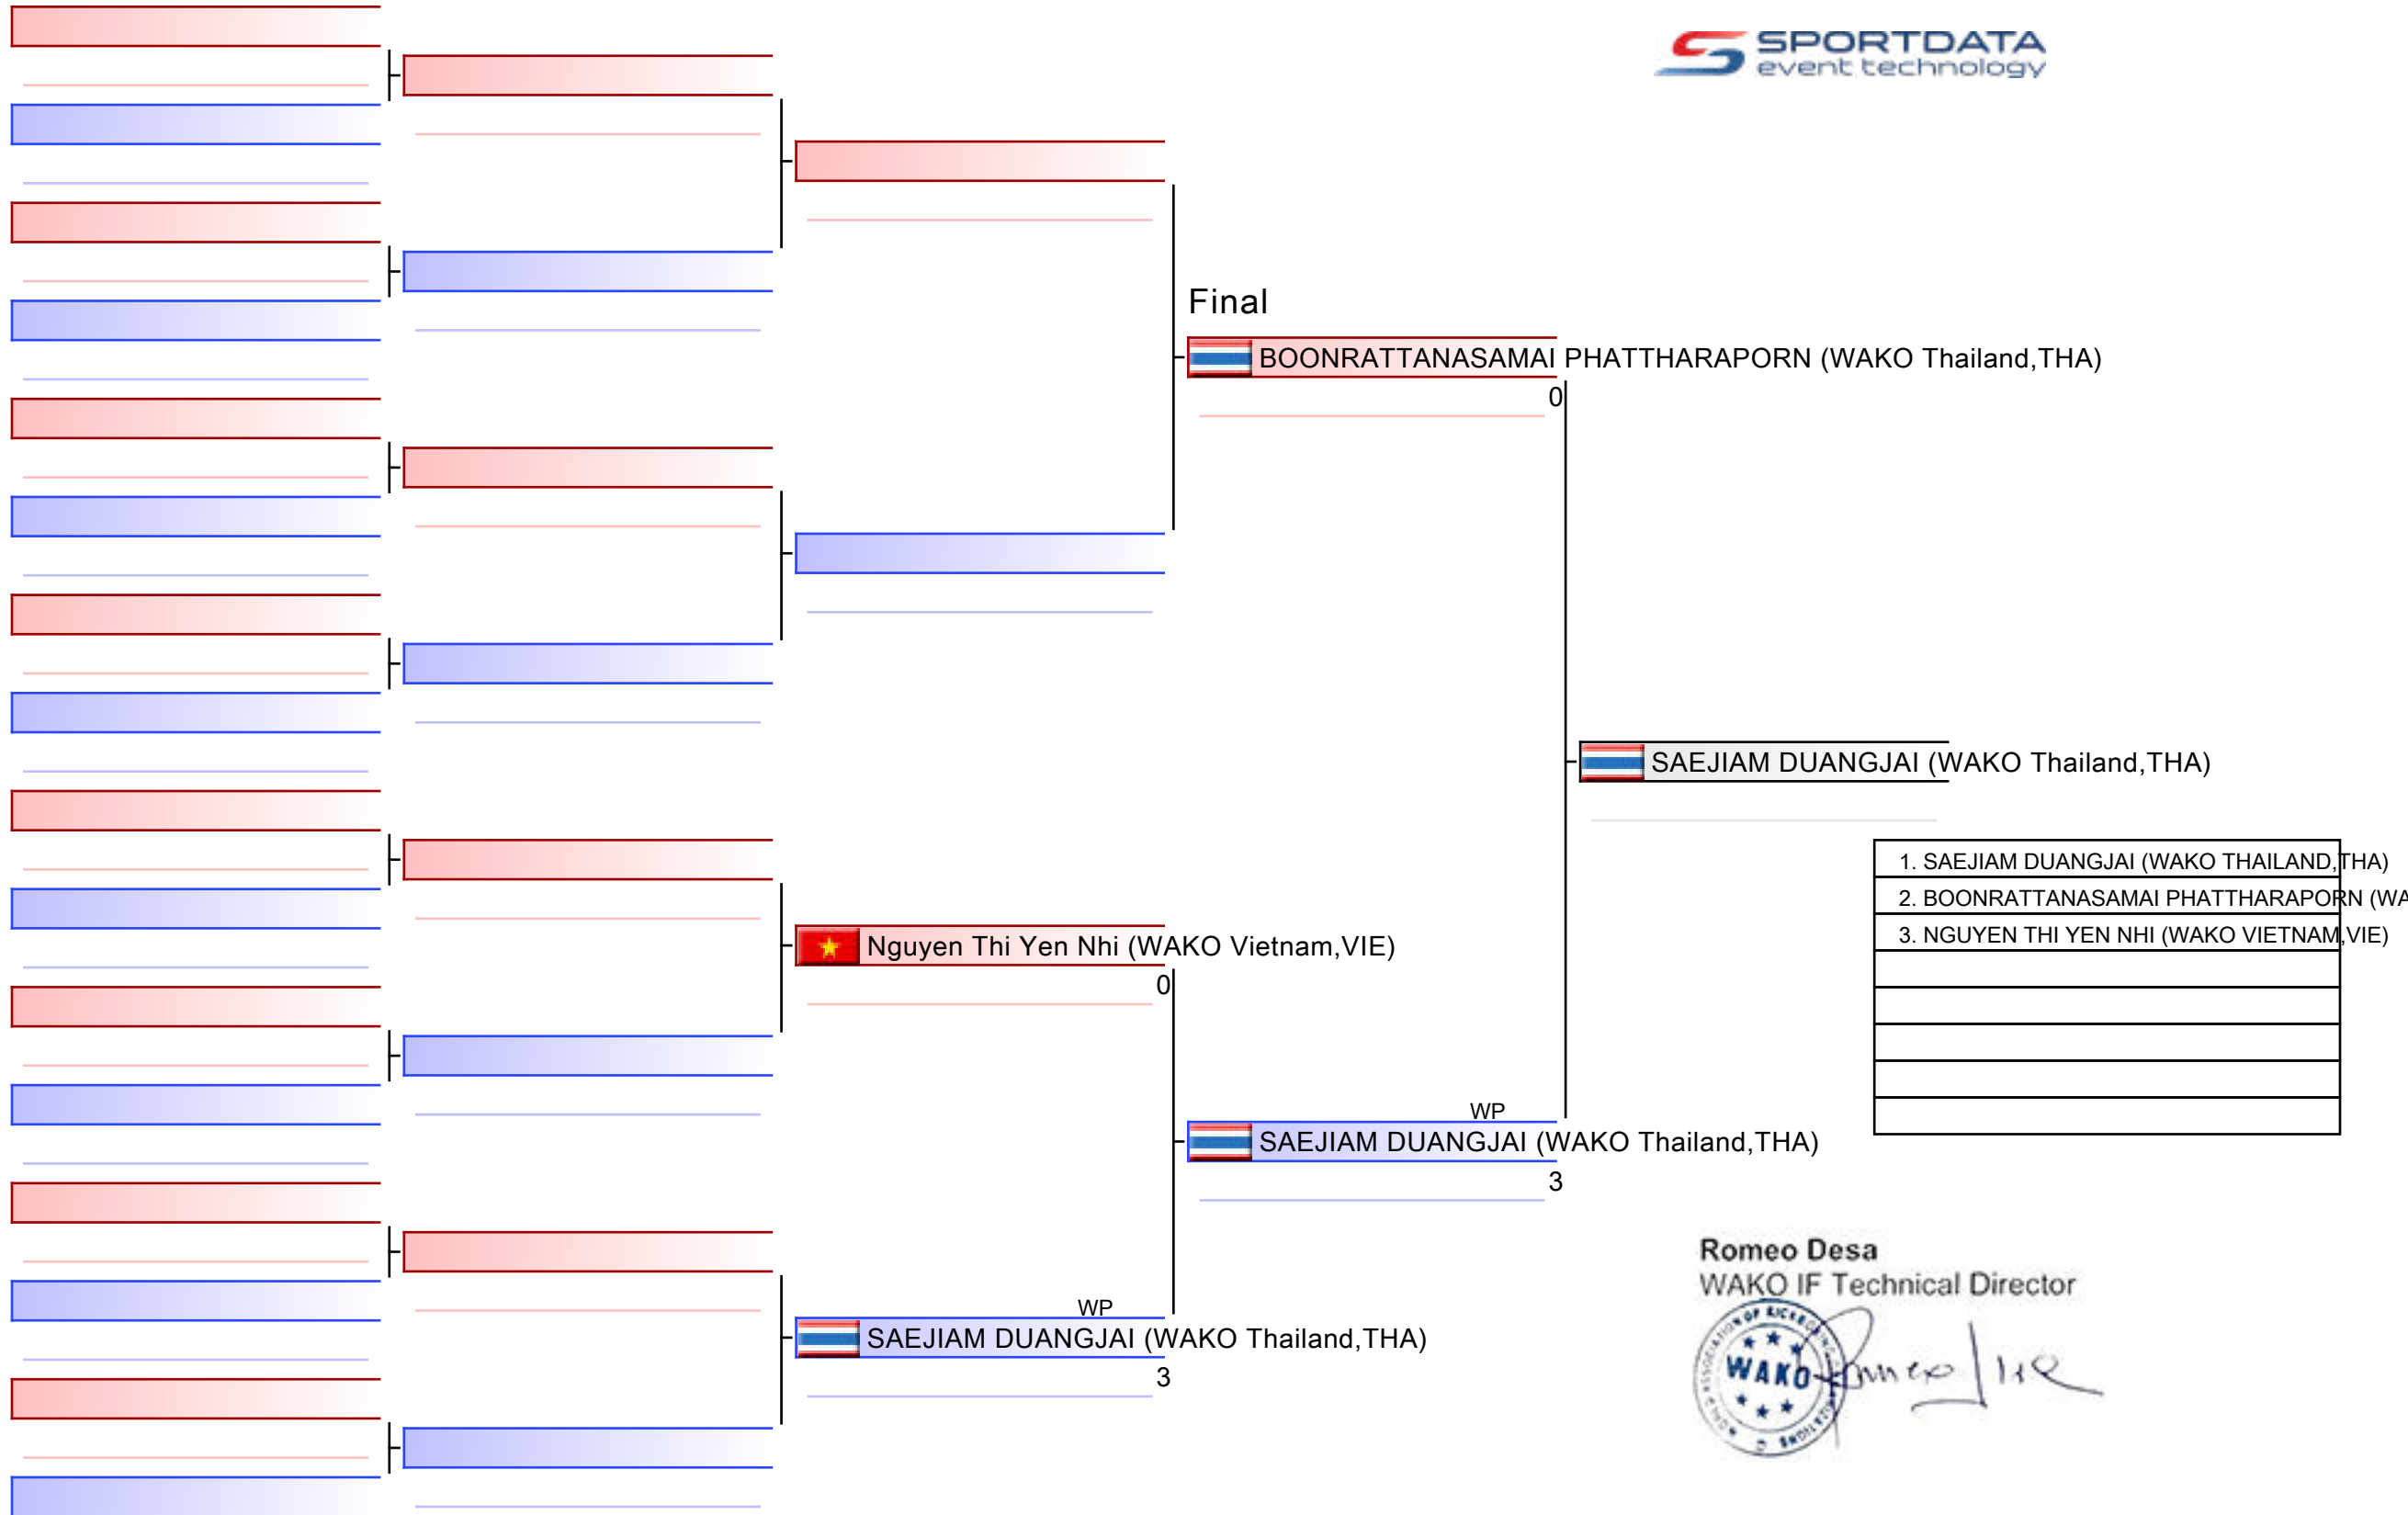 SPORTDATA
event technology
Final
BOONRATTANASAMAI PHATTHARAPORN (WAKO Thailand,THA)
0
SAEJIAM DUANGJAI (WAKO Thailand,THA)
1. SAEJIAM DUANGJAI (WAKO THAILAND,THA)
2. BOONRATTANASAMAI PHATTHARAPORN (WA
3. NGUYEN THI YEN NHI (WAKO VIETNAM,VIE)
Nguyen Thi Yen Nhi (WAKO Vietnam,VIE)
0
WP
SAEJIAM DUANGJAI (WAKO Thailand,THA)
3
WP
SAEJIAM DUANGJAI (WAKO Thailand,THA)
3
Romeo Desa
WAKO IF Technical Director
WAKO